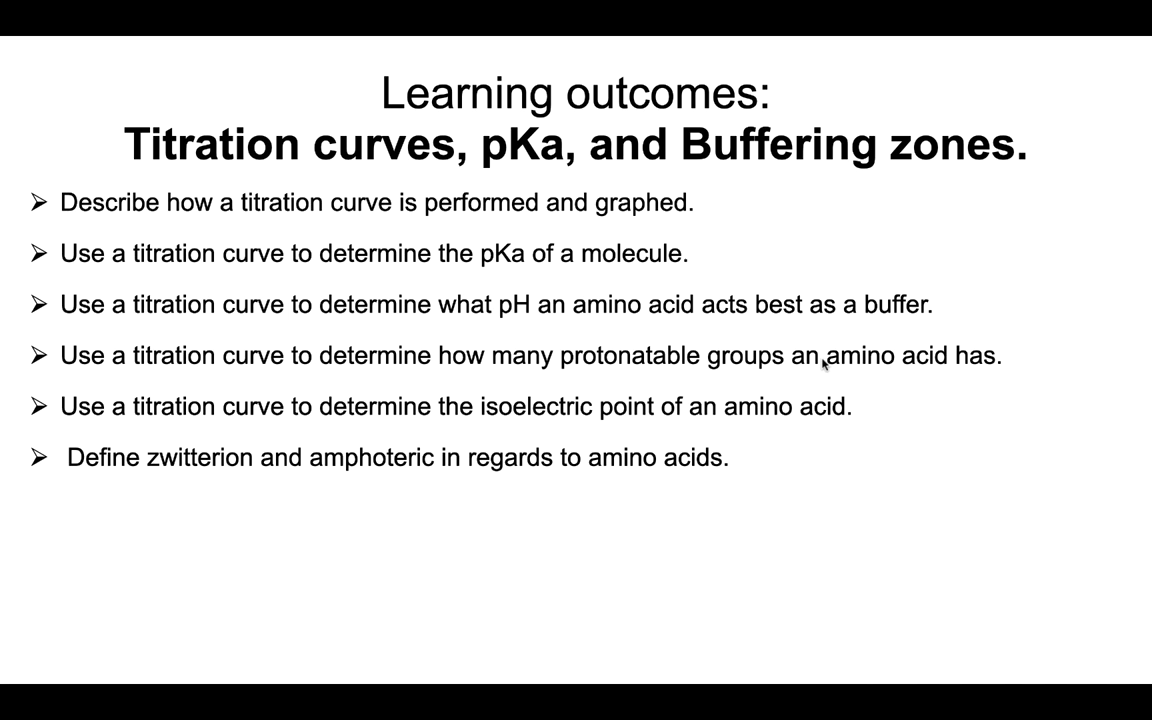 Learning outcomes:
Titration curves, pKa, and Buffering zones.
➢ Describe how a titration curve is performed and graphed.
➢ Use a titration curve to determine the pKa of a molecule.
➢ Use a titration curve to determine what pH an amino acid acts best as a buffer.
➢ Use a titration curve to determine how many protonatable groups an amino acid has.
➢ Use a titration curve to determine the isoelectric point of an amino acid.
➢ Define zwitterion and amphoteric in regards to amino acids.